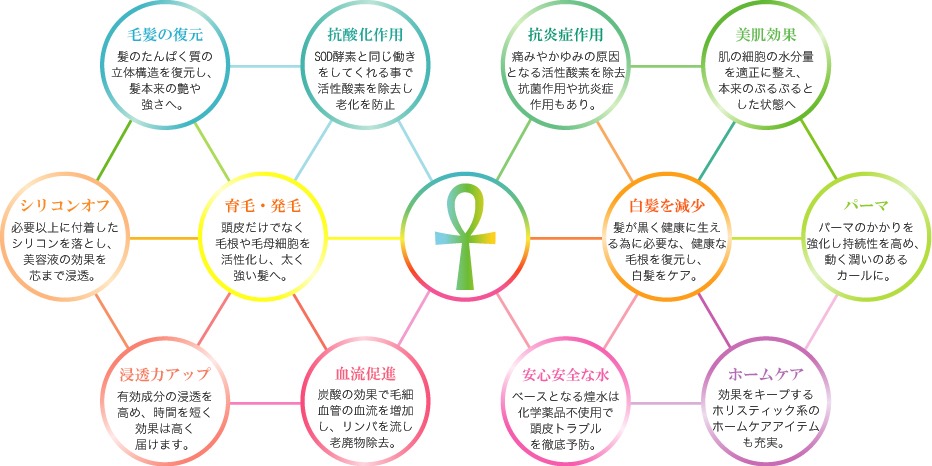 毛髪の復元
髪のたんぱく質の
立体構造を復元し、
髪本来の艶や
強さへ。
抗酸化作用
SOD酵素と同じ働き
をしてくれる事で
活性酸素を除去し
老化を防止
抗炎症作用
痛みやかゆみの原因
となる活性酸素を除去
抗菌作用や抗炎症
作用もあり。
美肌効果
肌の細胞の水分量
を適正に整え、
本来のぷるぷると
した状態へ
シリコンオフ
必要以上に付着した
シリコンを落とし、
美容液の効果を
芯まで浸透。
育毛・発毛
頭皮だけでなく
毛根や毛母細胞を
活性化し、太く
強い髪へ。
白髪を減少
髪が黒く健康に生え
る為に必要な、健康な
毛根を復元し、
白髪をケア。
パーマ
パーマのかかりを
強化し持続性を高め、
動く潤いのある
カールに。
浸透力アップ
有効成分の浸透を
高め、時間を短く
効果は高く
届けます。
血流促進
炭酸の効果で毛細
血管の血流を増加
し、リンパを流し
老廃物除去。
安心安全な水
ベースとなる煌水は
化学薬品不使用で
頭皮トラブル
を徹底予防。
ホームケア
効果をキープする
ホリスティック系の
ホームケアアイテム
も充実。